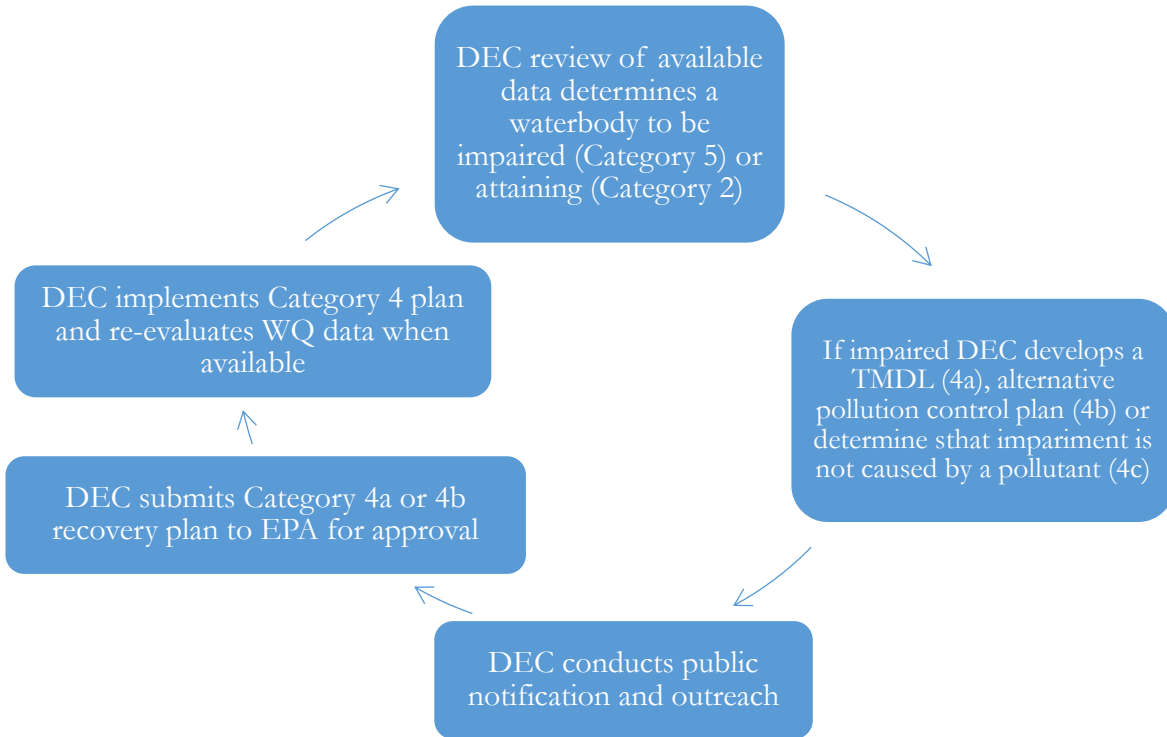 DEC review of available
data determines a
waterbody to be
impaired (Category 5) or
attaining (Category 2)
If impaired DEC develops a
TMDL (4a), alternative
pollution control plan (4b) or
determine sthat impariment is
not caused by a pollutant (4c)
DEC conducts public
notification and outreach
DEC submits Category 4a or 4b
recovery plan to EPA for approval
DEC implements Category 4 plan
and re-evaluates WQ data when
available